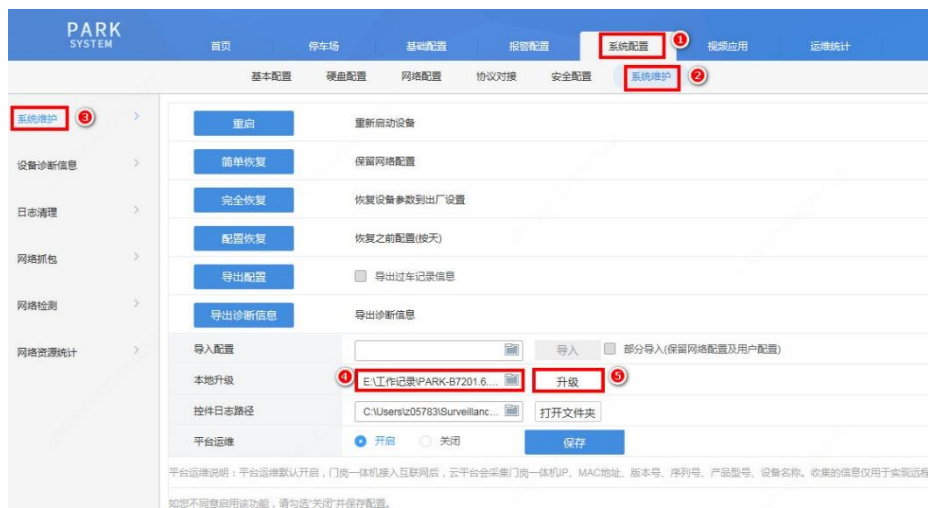 PARK
SYSTEM
首页 停车场 基础配置 报警配置 系统配置 1 视频应用 运维统计
基本配置 硬盘配置 网络配置 协议对接 安全配置 系统维护 2
系统维护 3
设备诊断信息
日志清理
网络抓包
网络检测
网络资源统计
重启 重新启动设备
简单恢复 保留网络配置
完全恢复 恢复设备参数到出厂设置
配置恢复 恢复之前配置(按天)
导出配置 导出过车记录信息
导出诊断信息 导出诊断信息
导入配置 导入 部分导入(保留网络配置及用户配置)
本地升级 4 E:\工作记录\PARK-B7201.6.... 升级 5
控件日志路径 C:\Users\z05783\Surveillanc... 打开文件夹
平台运维 开启 关闭 保存
平台运维说明：平台运维默认开启，门岗一体机接入互联网后，云平台会采集门岗一体机IP、MAC地址、版本号、序列号、产品型号、设备名称。收集的信息仅用于实现远程
如您不同意启用该功能，请勾选“关闭”并保存配置。